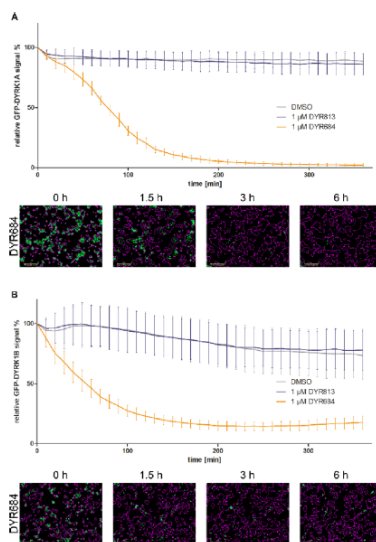 A
relative GFP-DYRK1A signal %
100
50
0
0
100
200
300
time [min]
DMSO
1 µM DYR813
1 µM DYR684
0 h
1.5 h
3 h
6 h
DYR684
B
relative GFP-DYRK1B signal %
100
50
0
0
100
200
300
time [min]
DMSO
1 µM DYR813
1 µM DYR684
0 h
1.5 h
3 h
6 h
DYR684